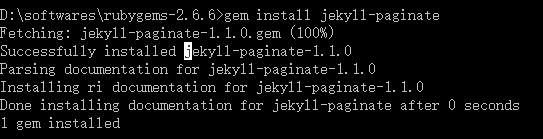 D:\softwares\rubygems-2.6.6>gem install jekyll-paginate
Fetching: jekyll-paginate-1.1.0.gem (100%)
Successfully installed jekyll-paginate-1.1.0
Parsing documentation for jekyll-paginate-1.1.0
Installing ri documentation for jekyll-paginate-1.1.0
Done installing documentation for jekyll-paginate after 0 seconds
1 gem installed